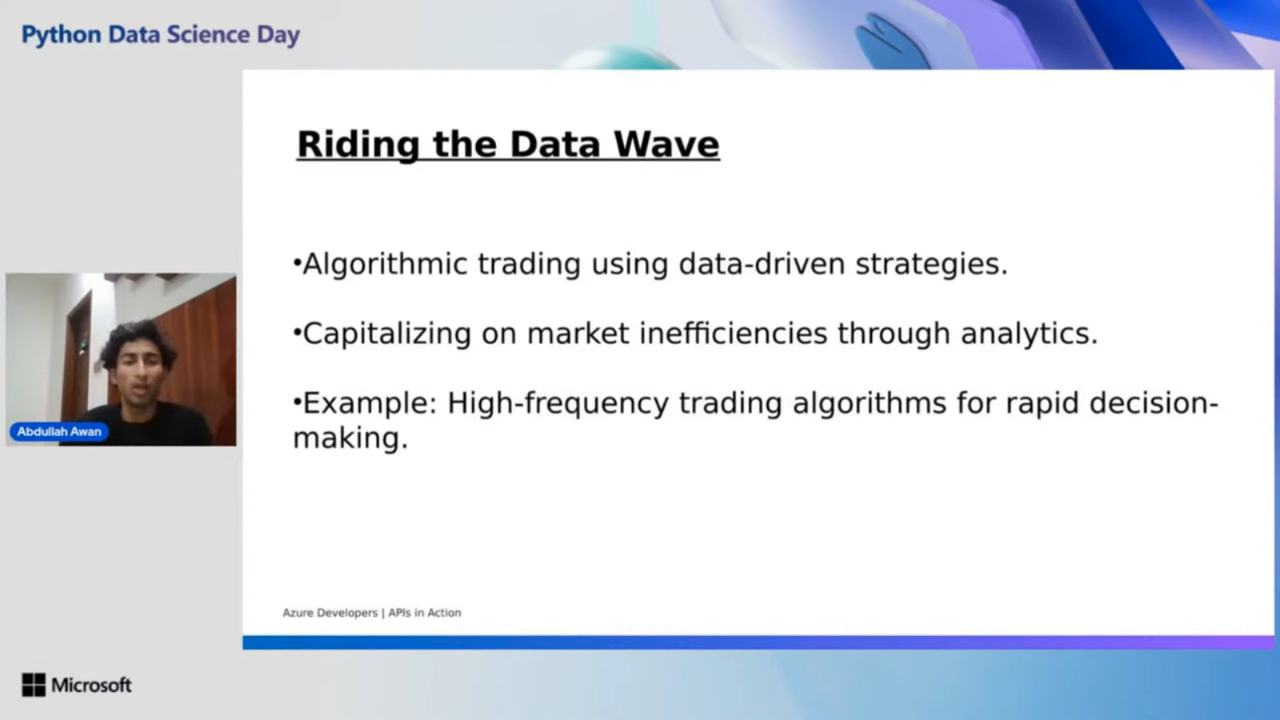 Python Data Science Day
Riding the Data Wave
•Algorithmic trading using data-driven strategies.
•Capitalizing on market inefficiencies through analytics.
•Example: High-frequency trading algorithms for rapid decision-
making.
Abdullah Awan
Azure Developers | APIs in Action
Microsoft